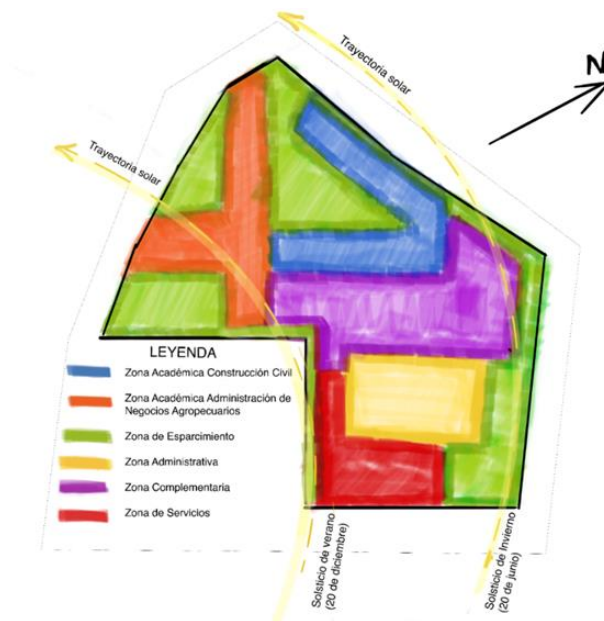 Trayectoria solar
N
Trayectoria solar
LEYENDA
Zona Académica Construcción Civil
Zona Académica Administración de
Negocios Agropecuarios
Zona de Esparcimiento
Zona Administrativa
Zona Complementaria
Zona de Servicios
Solsticio de verano
(20 de diciembre)
Solsticio de Invierno
(20 de junio)